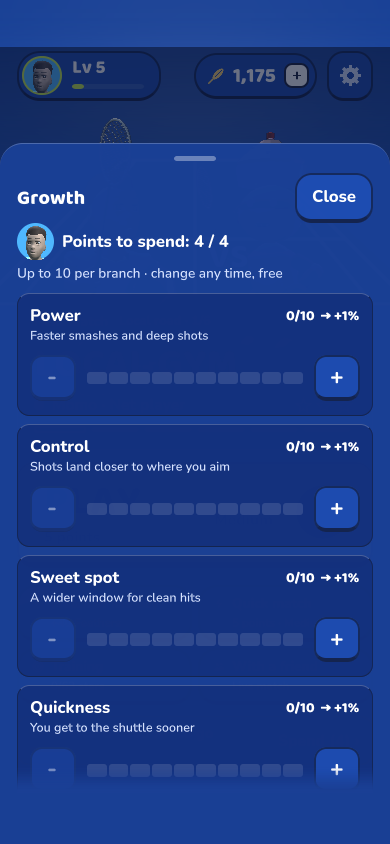 Lv 5
1,175
+
Growth
Close
Points to spend: 4 / 4
Up to 10 per branch · change any time, free
Power
0/10 → +1%
Faster smashes and deep shots
- +
Control
0/10 → +1%
Shots land closer to where you aim
- +
Sweet spot
0/10 → +1%
A wider window for clean hits
- +
Quickness
0/10 → +1%
You get to the shuttle sooner
- +